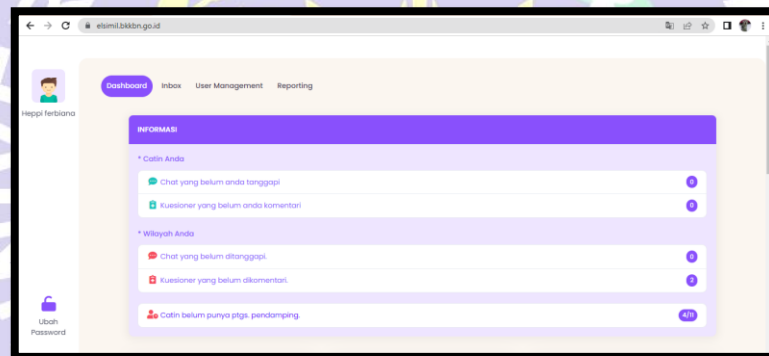 elsimil.bkkbn.go.id
Dashboard Inbox User Management Reporting
Heppi ferbiana
INFORMASI
* Catin Anda
Chat yang belum anda tanggapi 0
Kuesioner yang belum anda komentari 0
* Wilayah Anda
Chat yang belum ditanggapi. 0
Kuesioner yang belum dikomentari. 2
Catin belum punya ptgs. pendamping. 4/11
Ubah
Password